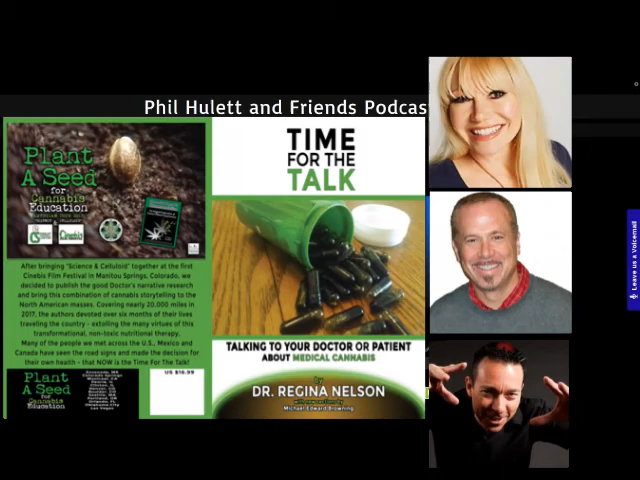 Phil Hulett and Friends Podcas
Plant
A Seed
for
Cannabis
Education
After bringing "Science & Celluloid" together at the first
Cinebis Film Festival in Manitou Springs, Colorado, we
decided to publish the good Doctor's narrative research
and bring this combination of cannabis storytelling to the
North American masses. Covering nearly 20,000 miles in
2017, the authors devoted over six months of their lives
traveling the country - extolling the many virtues of this
transformational, non-toxic nutritional therapy.
Many of the people we met across the U.S., Mexico and
Canada have seen the road signs and made the decision for
their own health - that NOW is the Time For The Talk!
Plant
A Seed
for
Cannabis
Education
US $16.99
TIME
FOR THE
TALK
TALKING TO YOUR DOCTOR OR PATIENT
ABOUT MEDICAL CANNABIS
by
DR. REGINA NELSON
Michael Edward Browning
Leave us a Voicemail